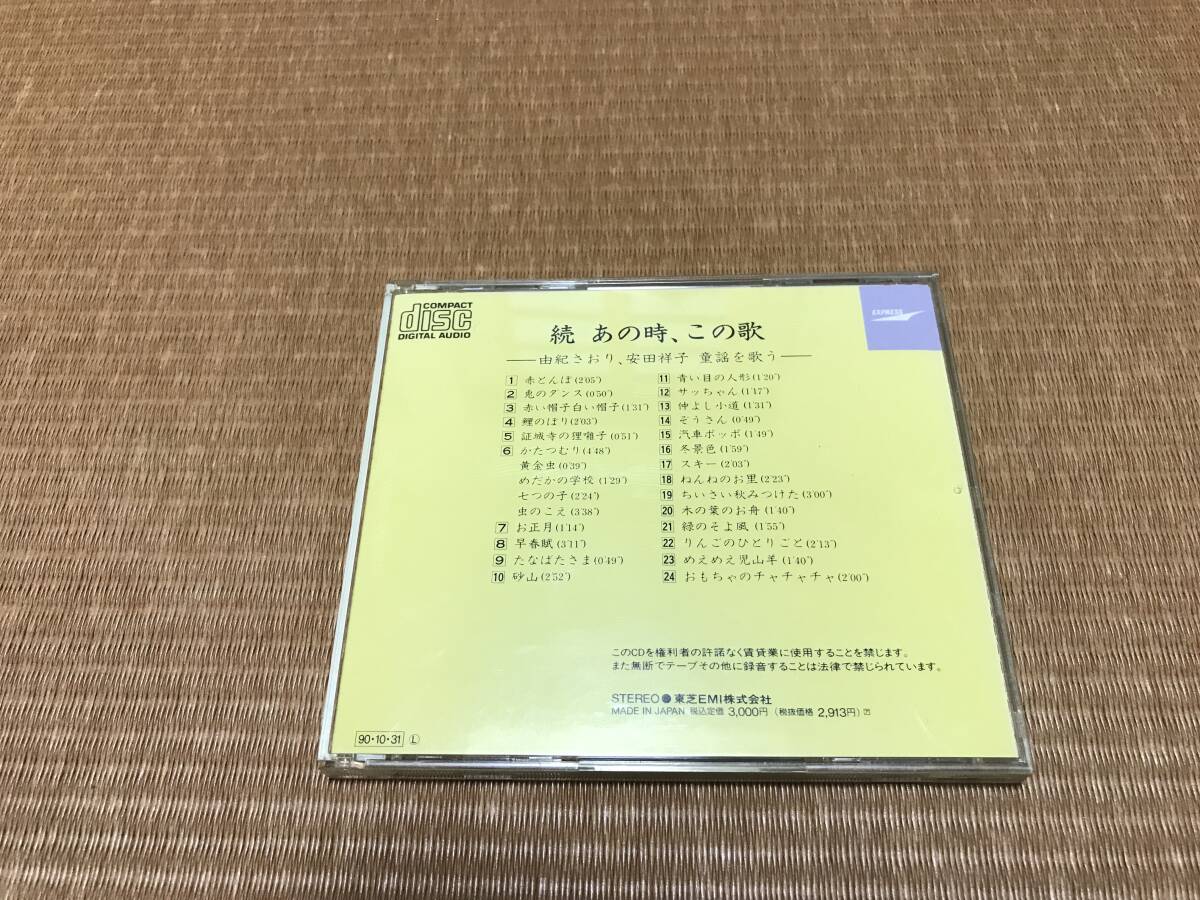 COMPACT
disc
DIGITAL AUDIO
EXPRESS
続 あの時、この歌
──由紀さおり、安田祥子 童謡を歌う──
1 赤とんぼ(2'05")
2 兎のダンス(0'50")
3 赤い帽子白い帽子(1'31")
4 鯉のぼり(2'03")
5 証城寺の狸囃子(0'51")
6 かたつむり(4'48")
黄金虫(0'39")
めだかの学校(1'29")
七つの子(2'24")
虫のこえ(3'38")
7 お正月(1'14")
8 早春賦(3'11")
9 たなばたさま(0'49")
10 砂山(2'52")
11 青い目の人形(1'20")
12 サッちゃん(1'17")
13 仲よし小道(1'31")
14 ぞうさん(0'49")
15 汽車ポッポ(1'49")
16 冬景色(1'59")
17 スキー(2'03")
18 ねんねのお里(2'23")
19 ちいさい秋みつけた(3'00")
20 木の葉のお舟(1'40")
21 緑のそよ風(1'55")
22 りんごのひとりごと(2'13")
23 めえめえ児山羊(1'40")
24 おもちゃのチャチャチャ(2'00")
このCDを権利者の許諾なく賃貸業に使用することを禁じます。
また無断でテープその他に録音することは法律で禁じられています。
STEREO●東芝EMI株式会社
MADE IN JAPAN 税込定価 3,000円 (税抜価格 2,913円)
90・10・31 Ⓛ